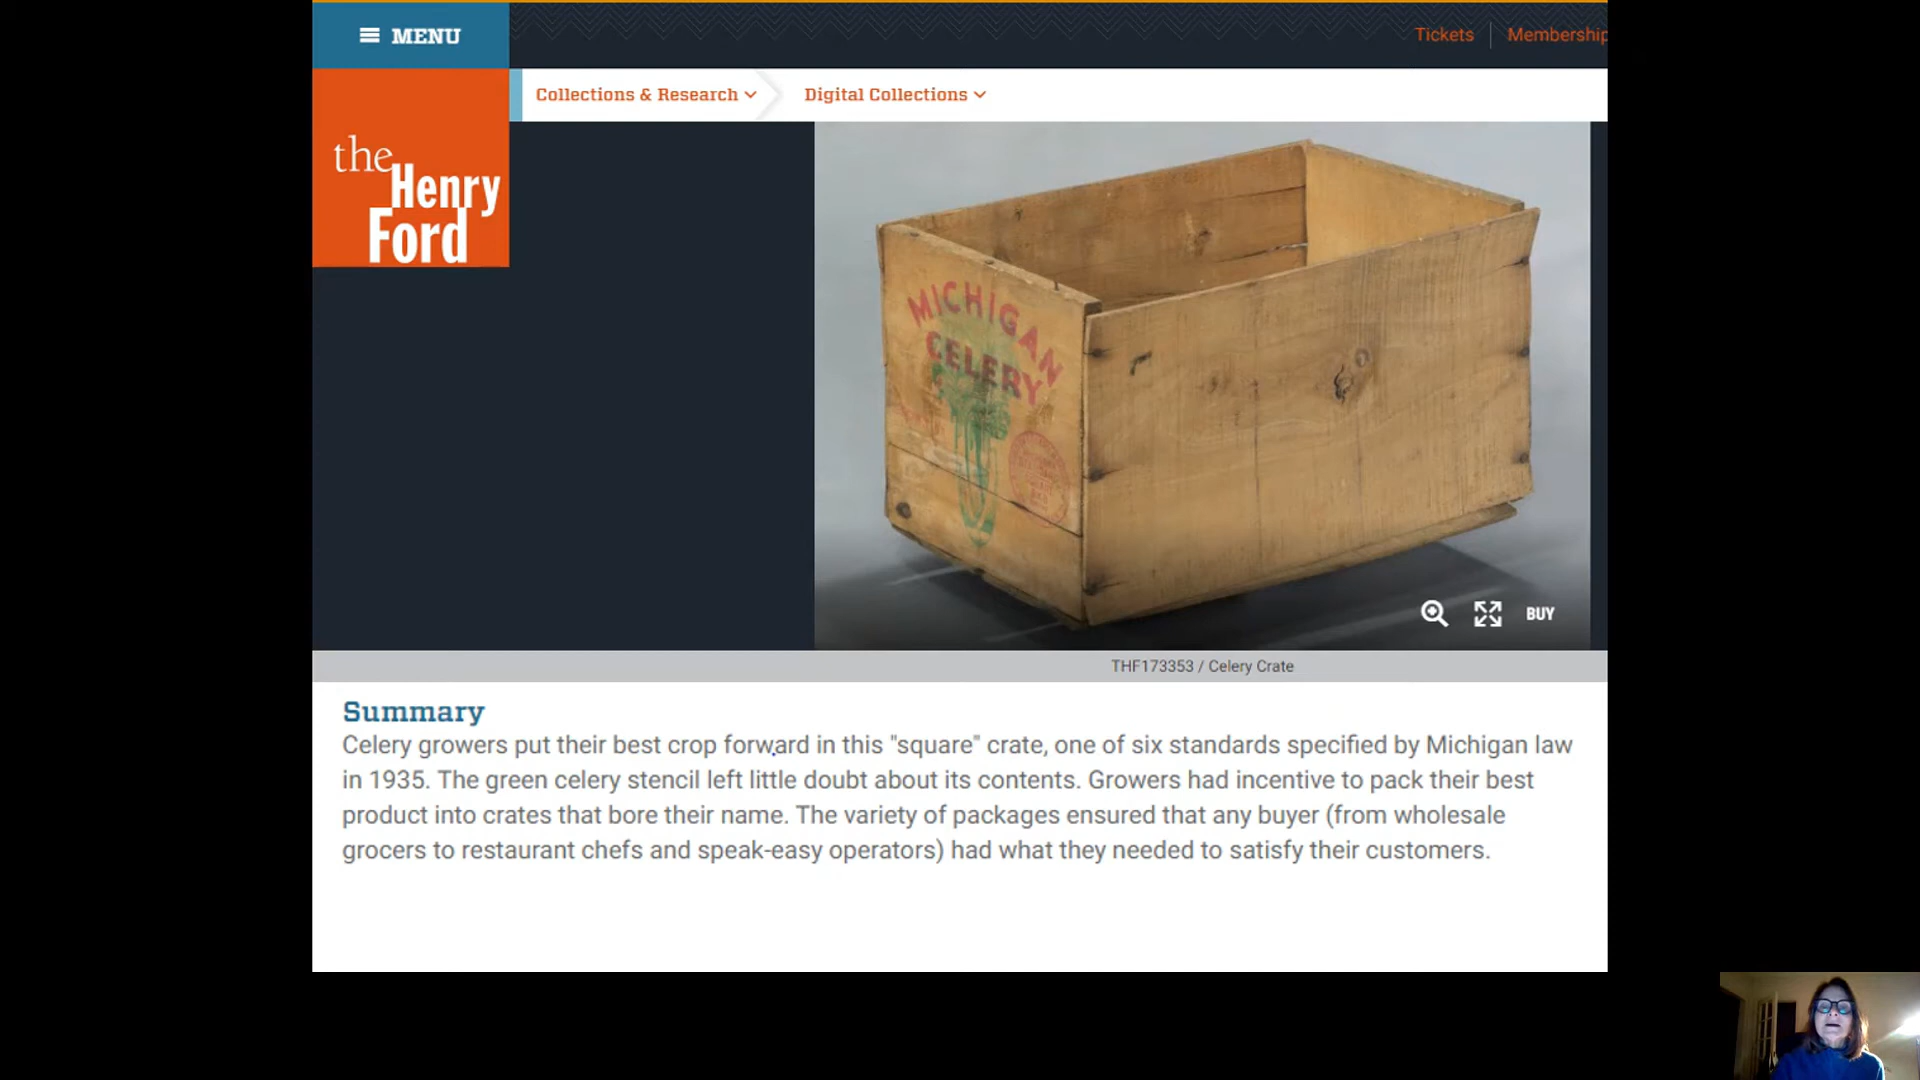 MENU
Tickets
Membership
Collections & Research
Digital Collections
the
Henry
Ford
MICHIGAN
CELERY
BUY
THF173353 / Celery Crate
Summary
Celery growers put their best crop forward in this "square" crate, one of six standards specified by Michigan law
in 1935. The green celery stencil left little doubt about its contents. Growers had incentive to pack their best
product into crates that bore their name. The variety of packages ensured that any buyer (from wholesale
grocers to restaurant chefs and speak-easy operators) had what they needed to satisfy their customers.